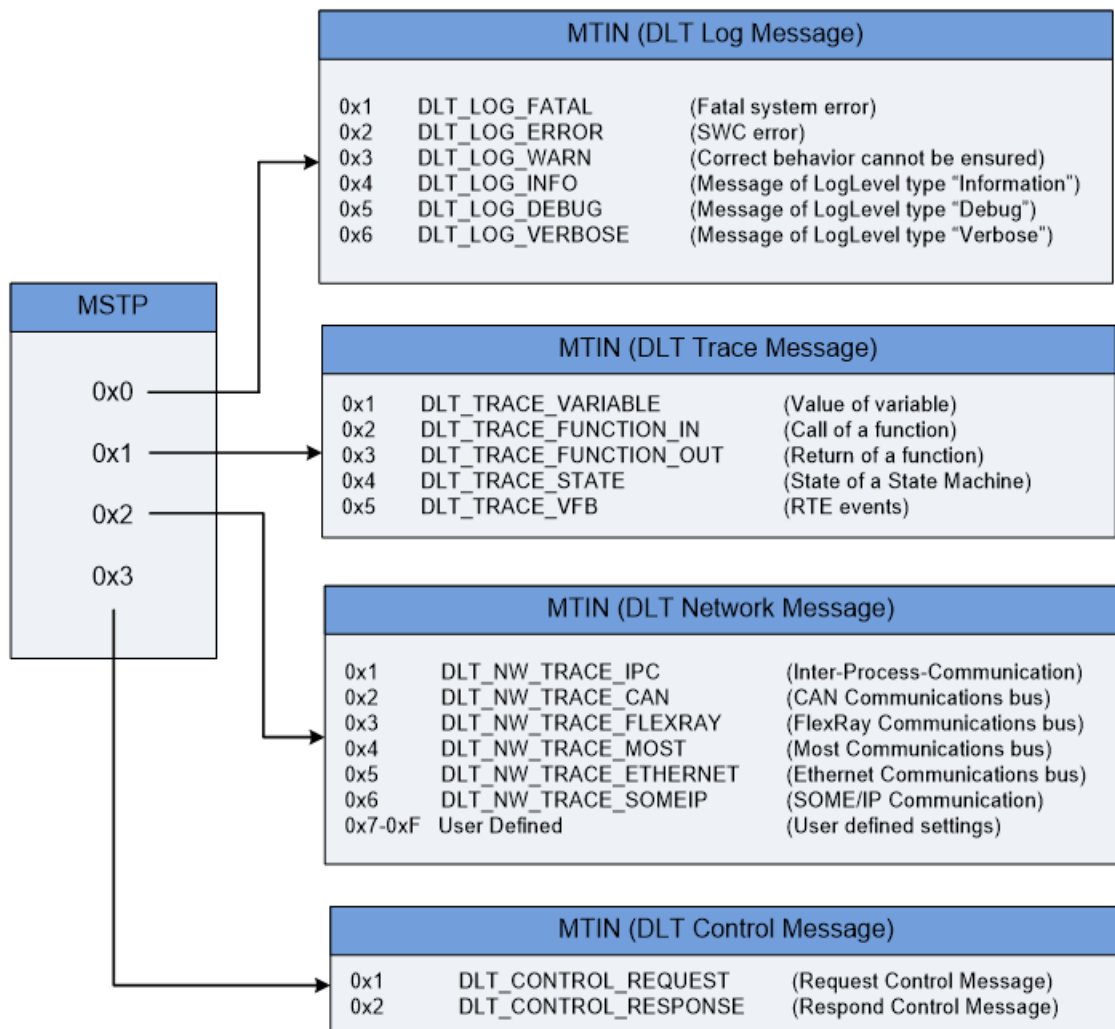 MTIN (DLT Log Message)
0x1 DLT_LOG_FATAL (Fatal system error)
0x2 DLT_LOG_ERROR (SWC error)
0x3 DLT_LOG_WARN (Correct behavior cannot be ensured)
0x4 DLT_LOG_INFO (Message of LogLevel type “Information”)
0x5 DLT_LOG_DEBUG (Message of LogLevel type “Debug”)
0x6 DLT_LOG_VERBOSE (Message of LogLevel type “Verbose”)
MSTP
0x0
0x1
0x2
0x3
MTIN (DLT Trace Message)
0x1 DLT_TRACE_VARIABLE (Value of variable)
0x2 DLT_TRACE_FUNCTION_IN (Call of a function)
0x3 DLT_TRACE_FUNCTION_OUT (Return of a function)
0x4 DLT_TRACE_STATE (State of a State Machine)
0x5 DLT_TRACE_VFB (RTE events)
MTIN (DLT Network Message)
0x1 DLT_NW_TRACE_IPC (Inter-Process-Communication)
0x2 DLT_NW_TRACE_CAN (CAN Communications bus)
0x3 DLT_NW_TRACE_FLEXRAY (FlexRay Communications bus)
0x4 DLT_NW_TRACE_MOST (Most Communications bus)
0x5 DLT_NW_TRACE_ETHERNET (Ethernet Communications bus)
0x6 DLT_NW_TRACE_SOMEIP (SOME/IP Communication)
0x7-0xF User Defined (User defined settings)
MTIN (DLT Control Message)
0x1 DLT_CONTROL_REQUEST (Request Control Message)
0x2 DLT_CONTROL_RESPONSE (Respond Control Message)